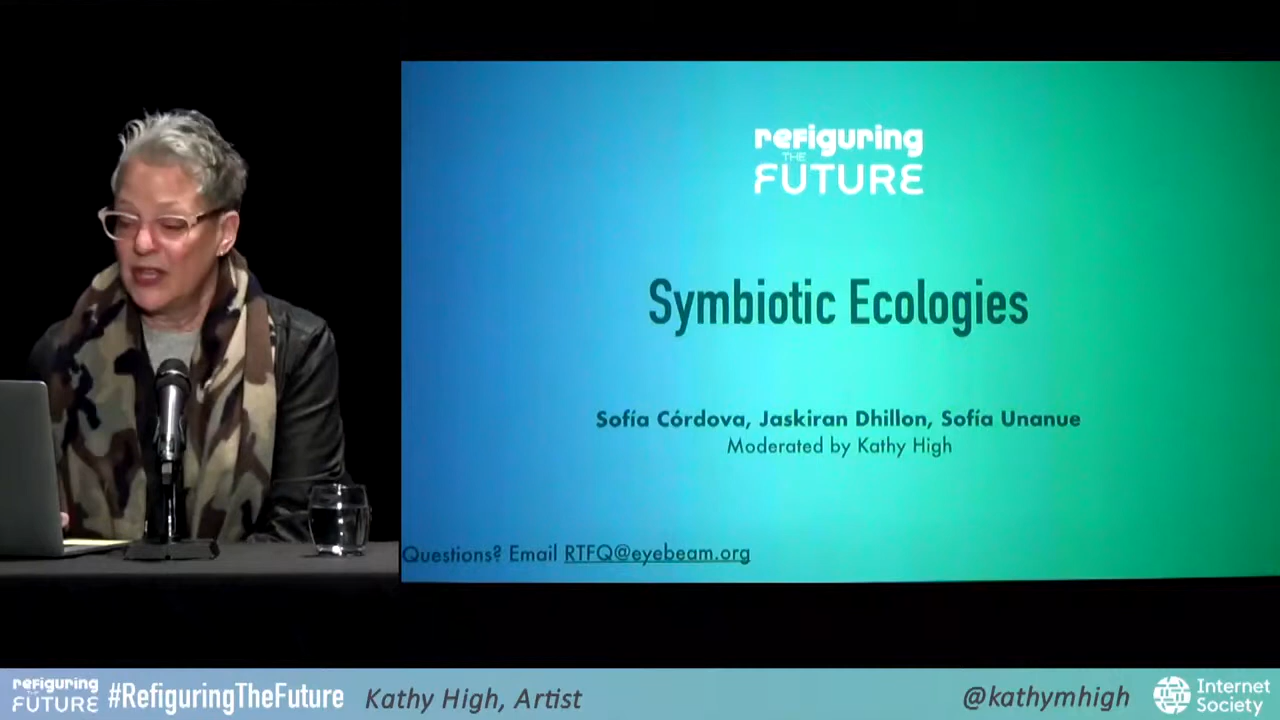 refiguring
THE
FUTURE
Symbiotic Ecologies
Sofía Córdova, Jaskiran Dhillon, Sofía Unanue
Moderated by Kathy High
Questions? Email RTFQ@eyebeam.org
refiguring
THE
FUTURE
#RefiguringTheFuture
Kathy High, Artist
@kathymhigh
Internet
Society